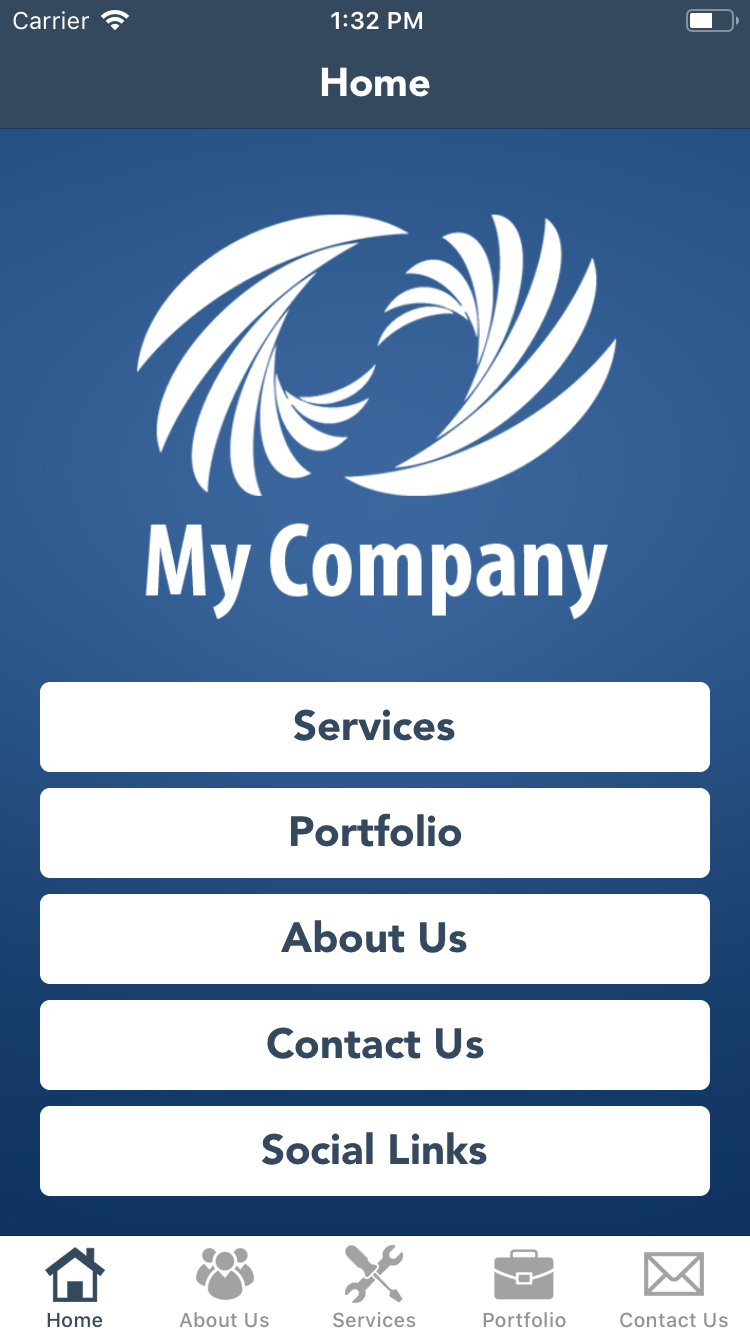 Carrier 1:32 PM
Home
My Company
Services
Portfolio
About Us
Contact Us
Social Links
Home About Us Services Portfolio Contact Us